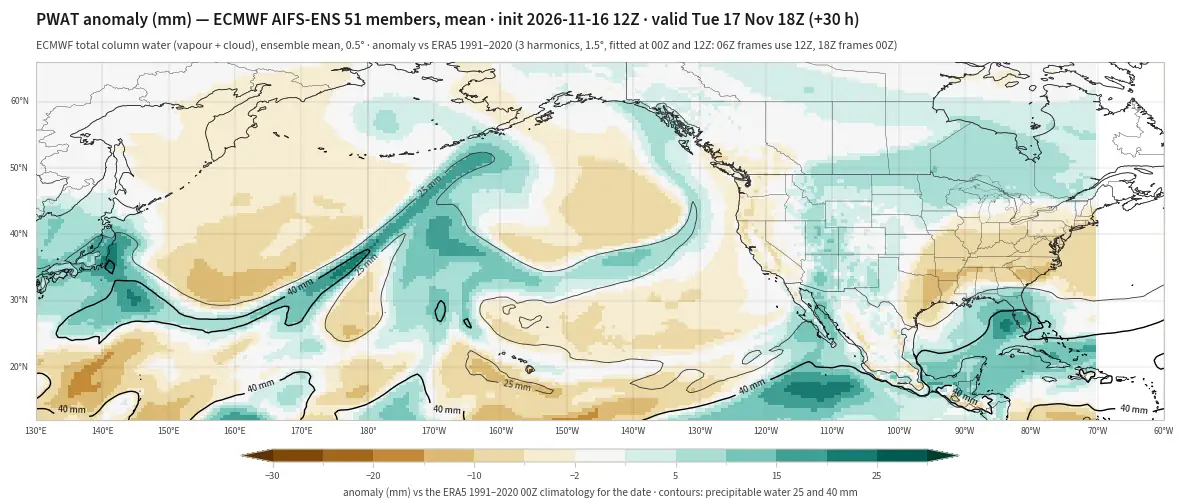 PWAT anomaly (mm) — ECMWF AIFS-ENS 51 members, mean · init 2026-11-16 12Z · valid Tue 17 Nov 18Z (+30 h)
ECMWF total column water (vapour + cloud), ensemble mean, 0.5° · anomaly vs ERA5 1991–2020 (3 harmonics, 1.5°, fitted at 00Z and 12Z: 06Z frames use 12Z, 18Z frames 00Z)
60°N
50°N
25 mm
40°N
25 mm
40 mm
30°N
20°N
40 mm
25 mm
40 mm
40 mm
40 mm
40 mm
40 mm
130°E 140°E 150°E 160°E 170°E 180° 170°W 160°W 150°W 140°W 130°W 120°W 110°W 100°W 90°W 80°W 70°W 60°W
−30 −20 −10 −2 5 15 25
anomaly (mm) vs the ERA5 1991–2020 00Z climatology for the date · contours: precipitable water 25 and 40 mm